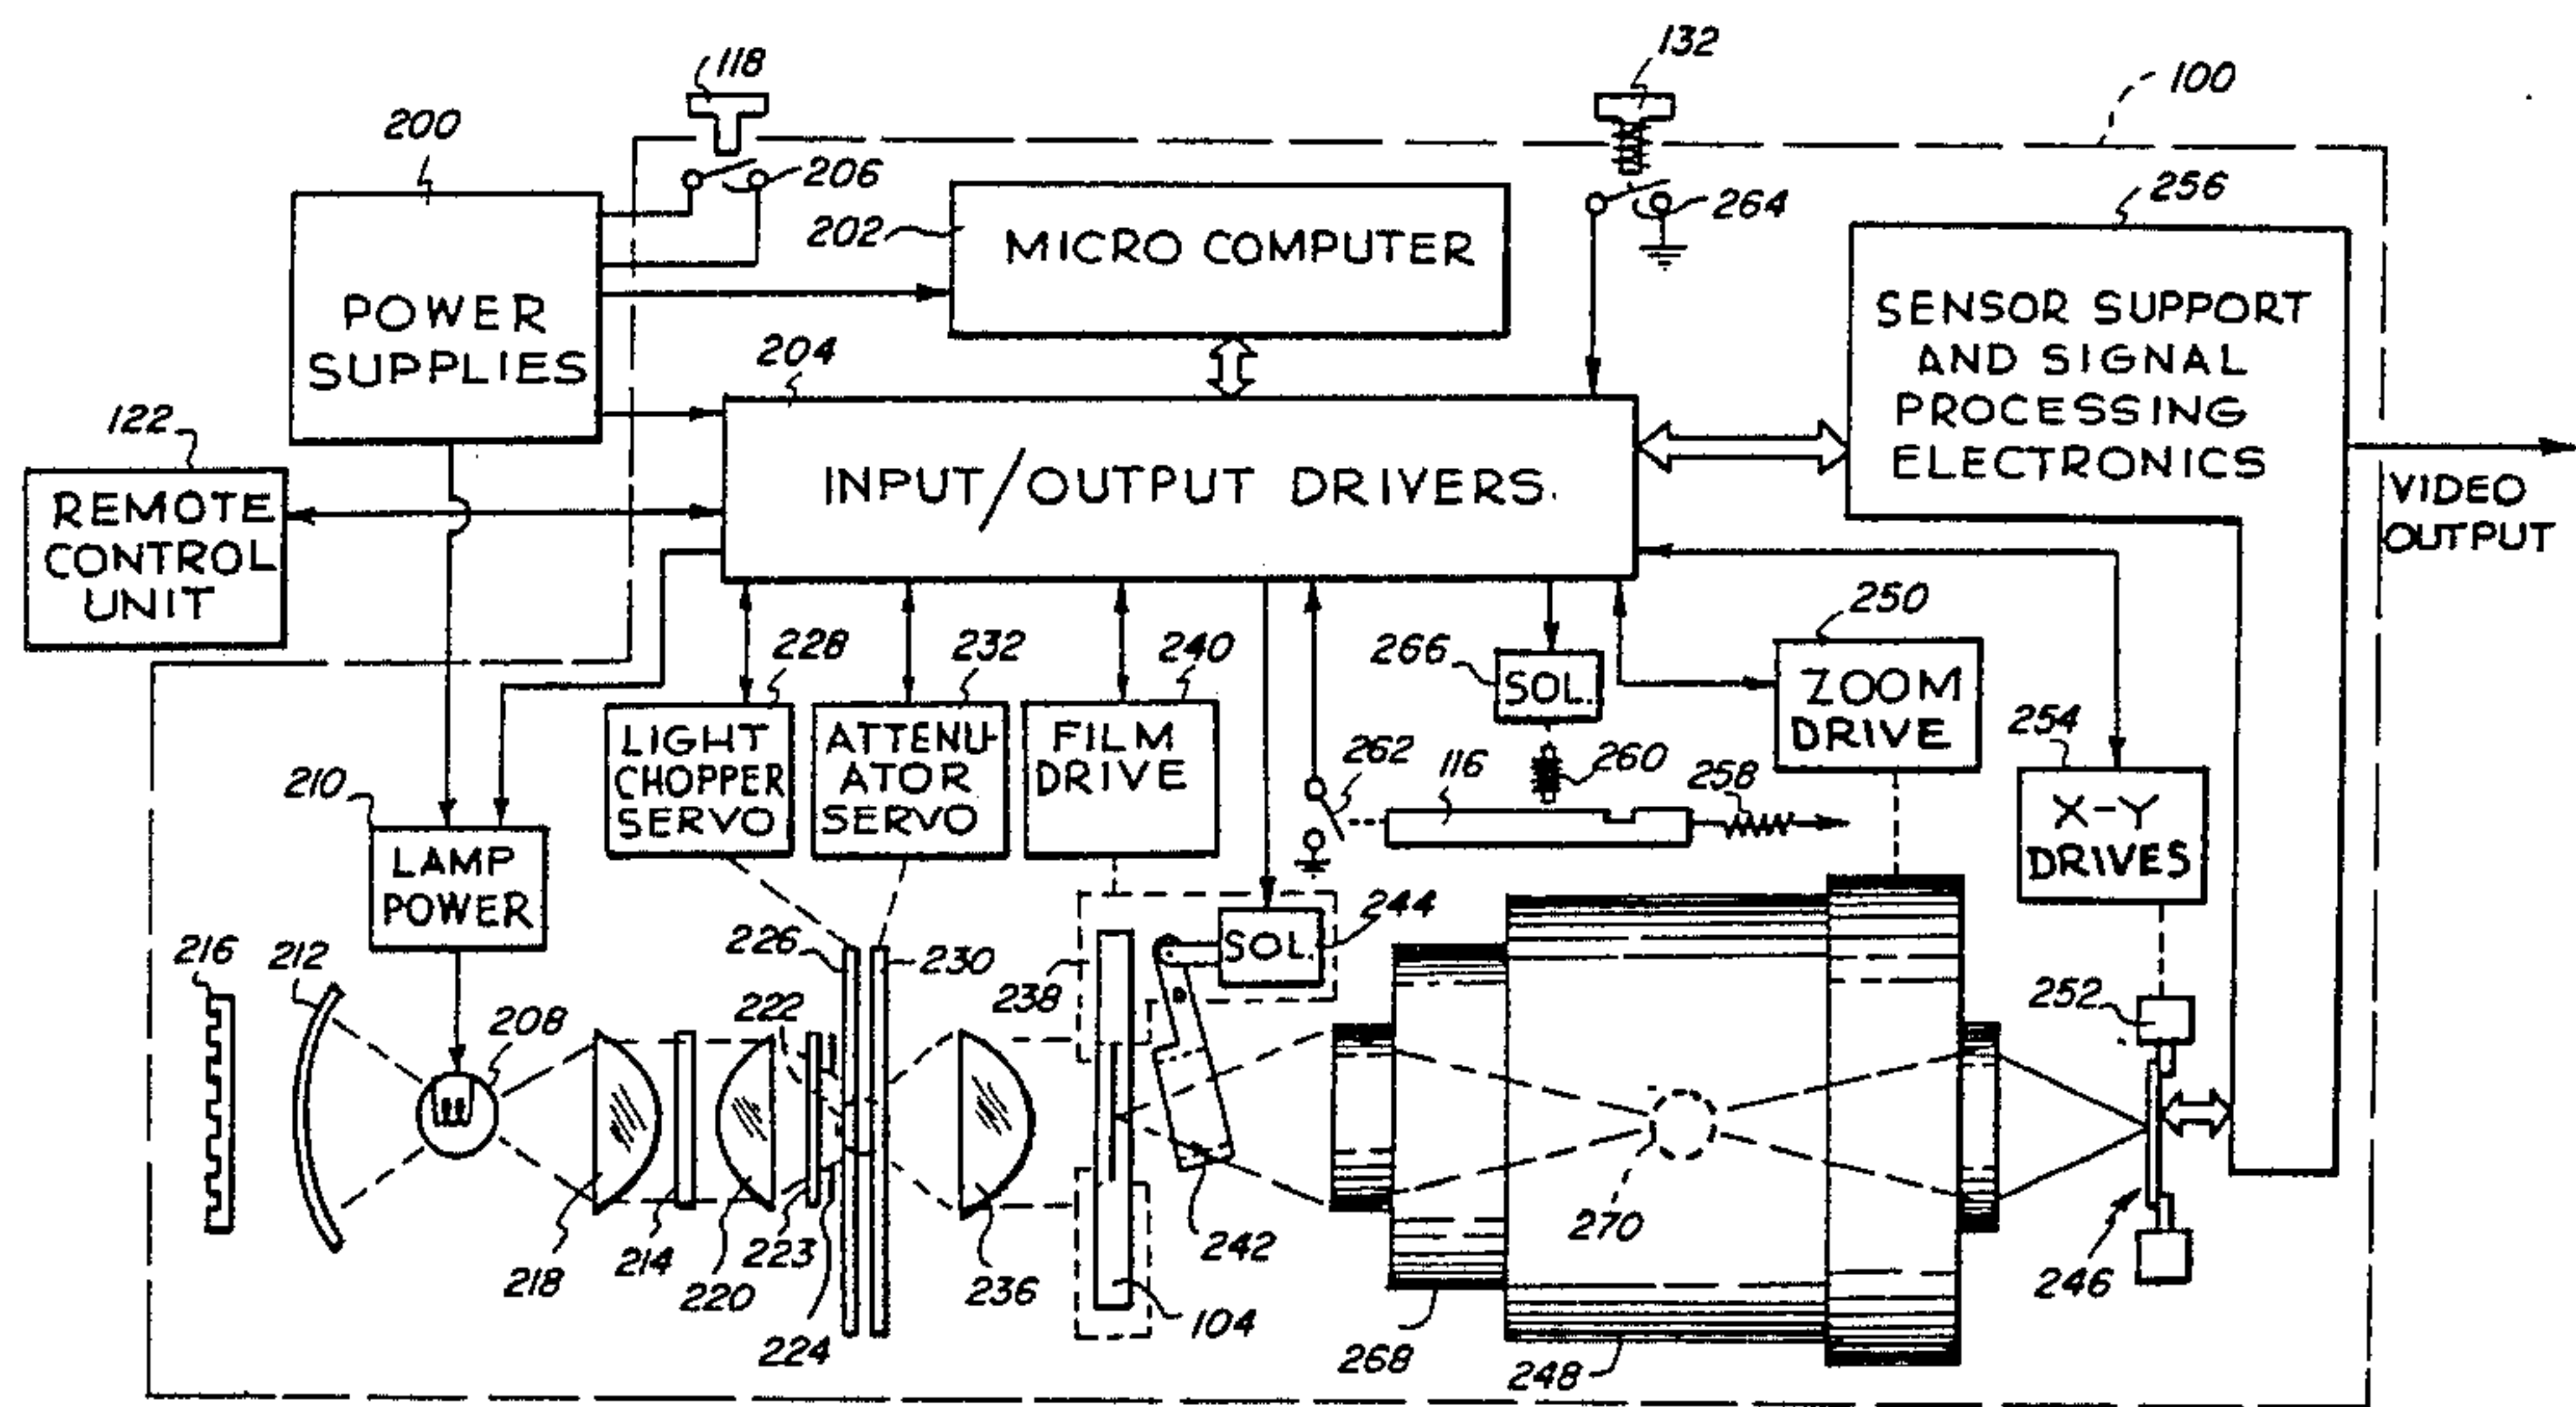 118
132
100
200
206
256
202
MICRO COMPUTER
264
POWER
SUPPLIES
SENSOR SUPPORT
AND SIGNAL
PROCESSING
ELECTRONICS
204
122
REMOTE
CONTROL
UNIT
INPUT/OUTPUT DRIVERS.
VIDEO
OUTPUT
228
232
240
266
SOL.
250
ZOOM
DRIVE
254
X-Y
DRIVES
LIGHT
CHOPPER
SERVO
ATTENU-
ATOR
SERVO
FILM
DRIVE
262
116
260
258
210
LAMP
POWER
216
212
208
226
230
222
238
SOL.
244
252
218
214
220
223
224
236
242
104
270
268
248
246